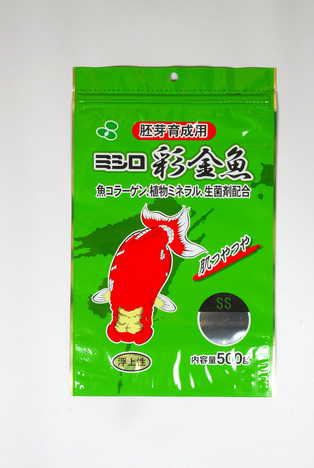 胚芽育成用
ミシロ 彩金魚
魚コラーゲン、植物ミネラル、生菌剤配合
肌つやつや
SS
浮上性
内容量500g